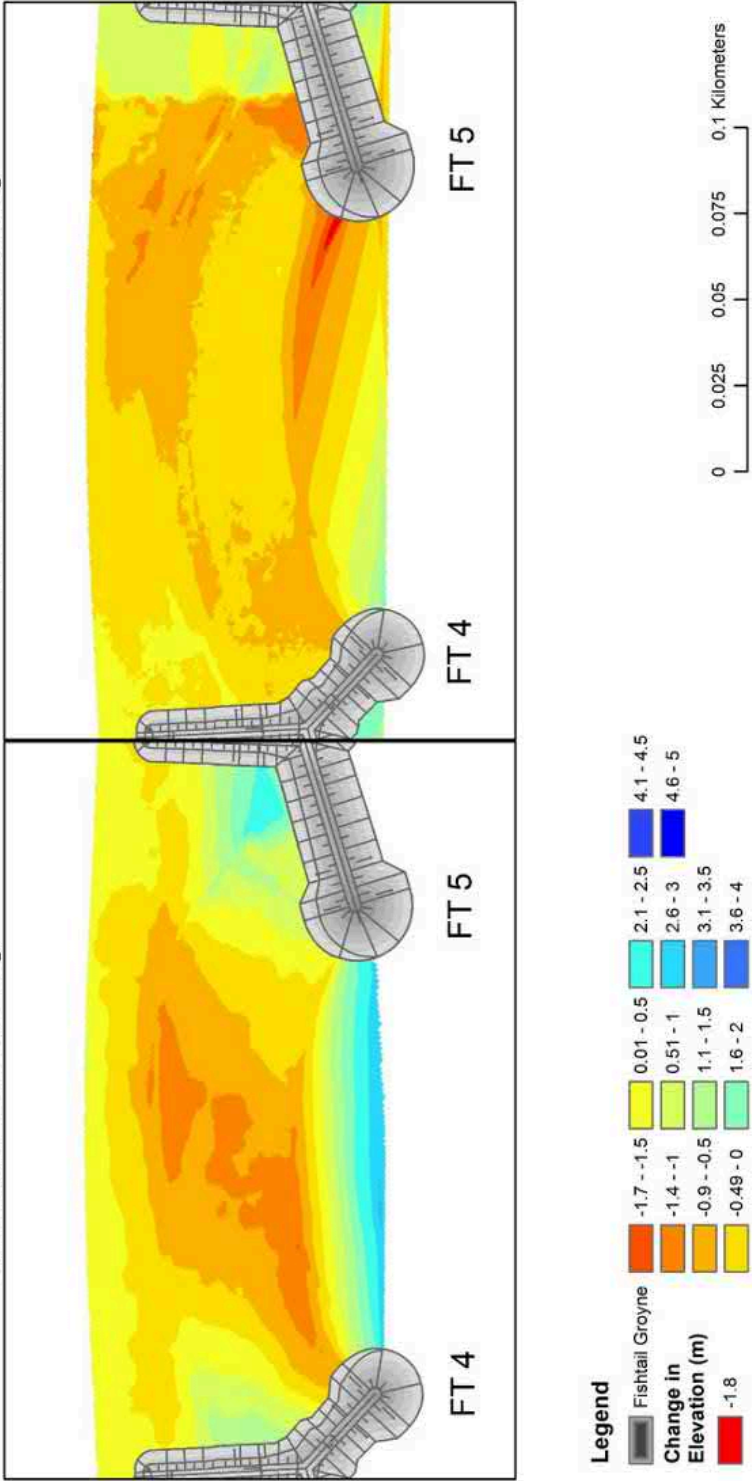 FT 4
FT 5
FT 4
FT 5
Legend
Fishtail Groyne
Change in
Elevation (m)
-1.8
-1.7 - -1.5
-1.4 - -1
-0.9 - -0.5
-0.49 - 0
0.01 - 0.5
0.51 - 1
1.1 - 1.5
1.6 - 2
2.1 - 2.5
2.6 - 3
3.1 - 3.5
3.6 - 4
4.1 - 4.5
4.6 - 5
0 0.025 0.05 0.075 0.1 Kilometers